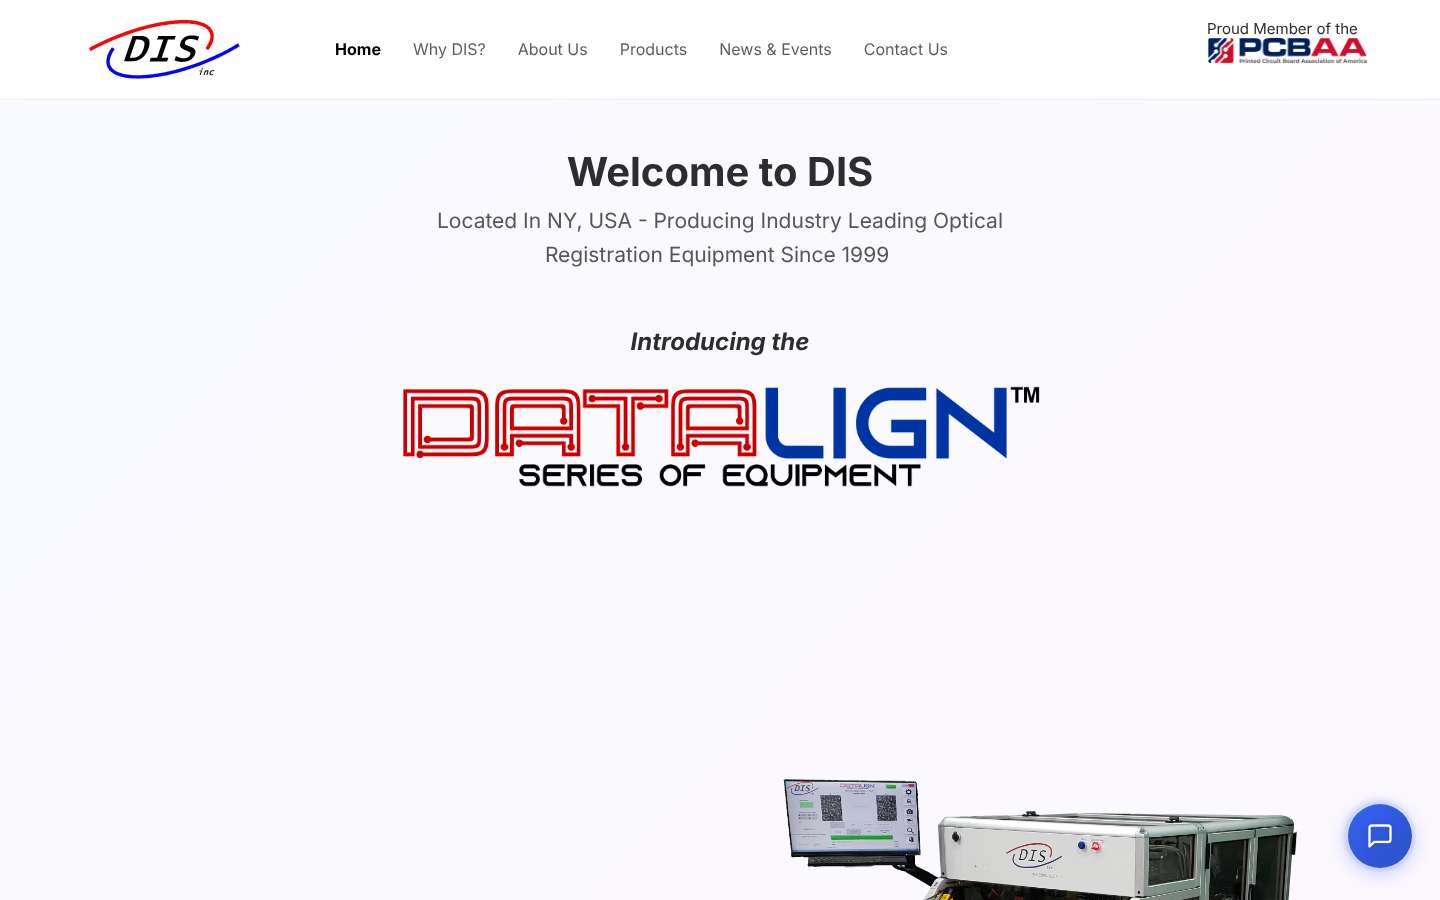 DIS
inc
Home
Why DIS?
About Us
Products
News & Events
Contact Us
Proud Member of the
PCBAA
Printed Circuit Board Association of America
Welcome to DIS
Located In NY, USA - Producing Industry Leading Optical
Registration Equipment Since 1999
Introducing the
DATALIGN™
SERIES OF EQUIPMENT
DIS
DATALIGN
DIS